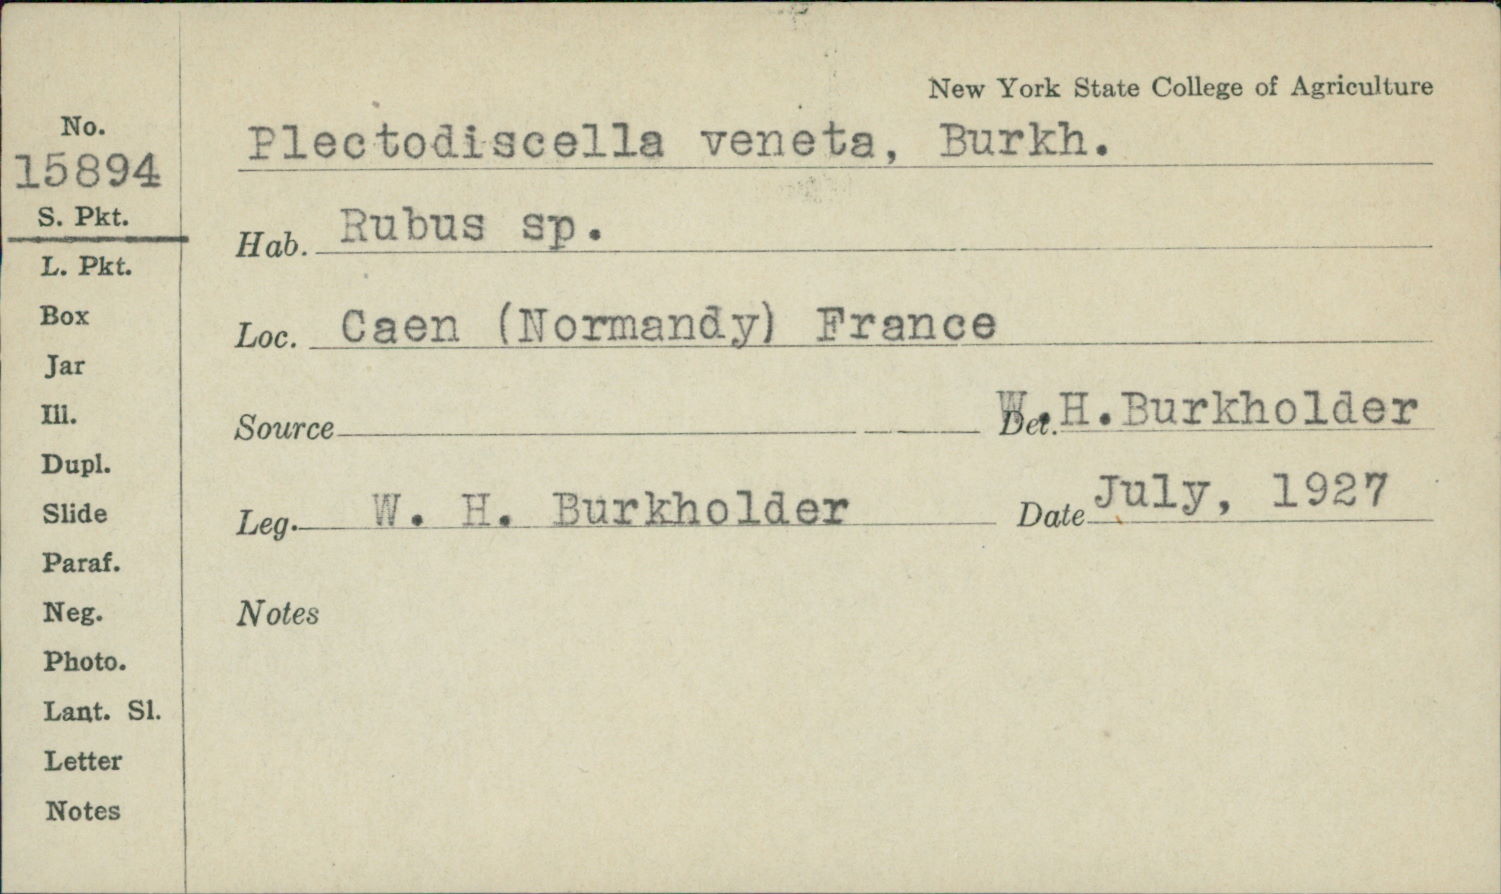 New York State College of Agriculture
No.
15894
S. Pkt.
L. Pkt.
Box
Jar
Ill.
Dupl.
Slide
Paraf.
Neg.
Photo.
Lant. Sl.
Letter
Notes
Plectodiscella veneta, Burkh.
Hab. Rubus sp.
Loc. Caen (Normandy) France
Source Det. W.H.Burkholder
Leg. W. H. Burkholder Date July, 1927
Notes